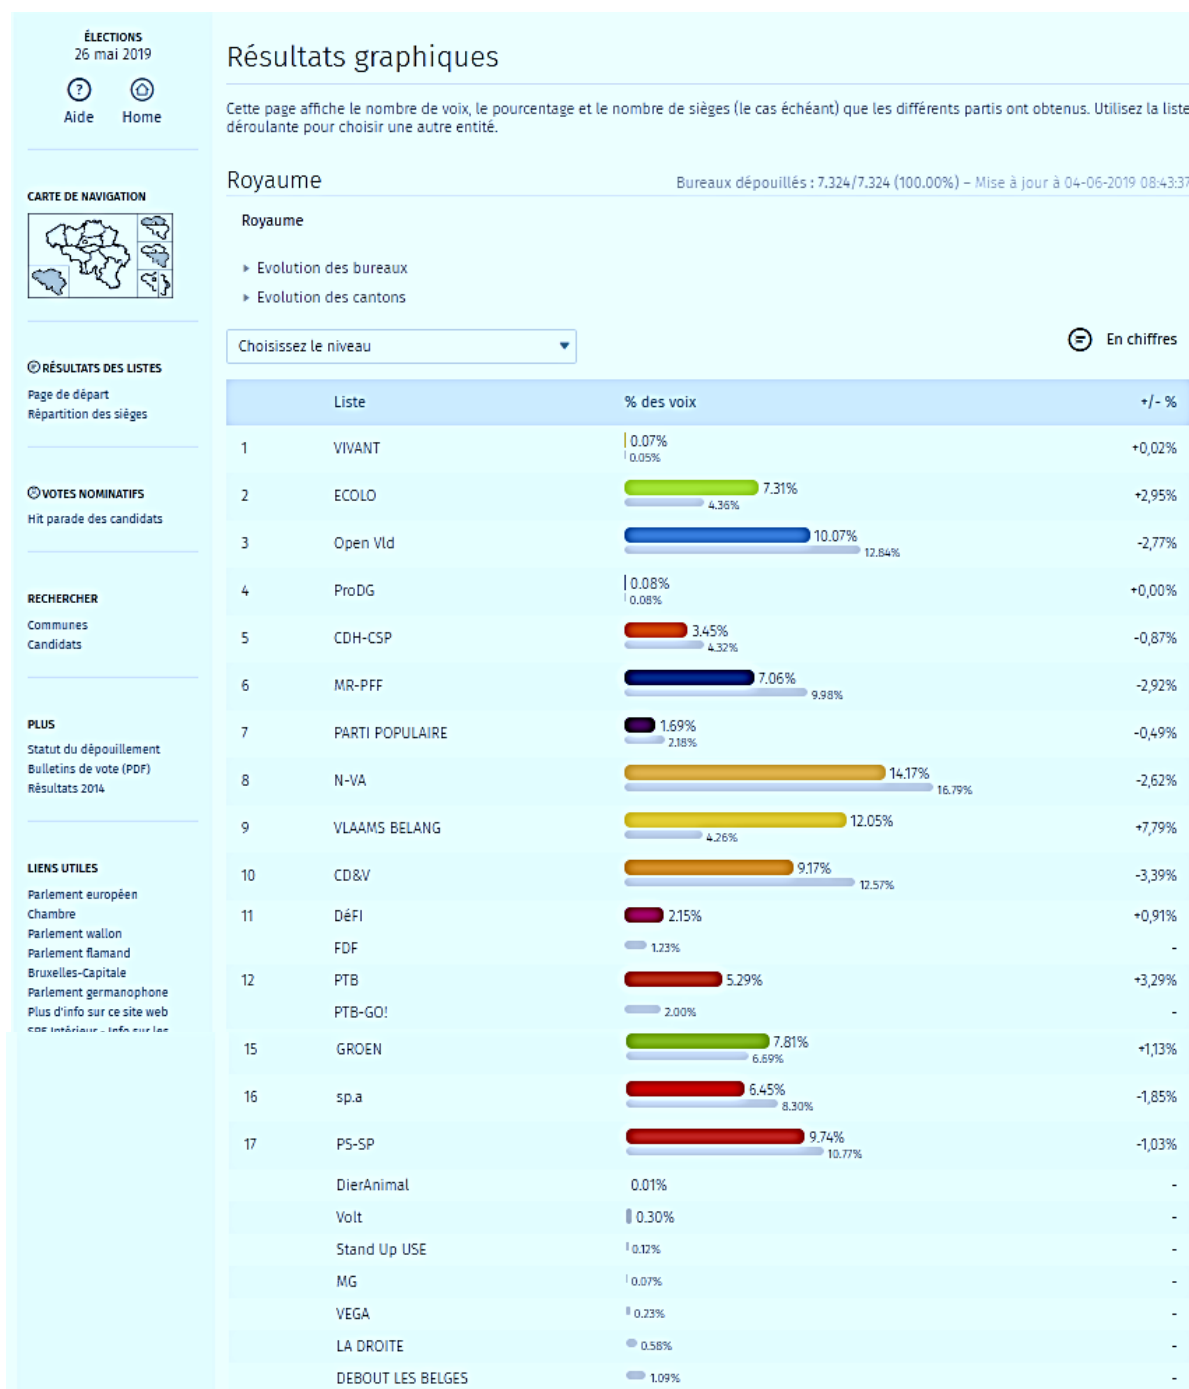 ÉLECTIONS
26 mai 2019
Aide Home
CARTE DE NAVIGATION
RÉSULTATS DES LISTES
Page de départ
Répartition des sièges
VOTES NOMINATIFS
Hit parade des candidats
RECHERCHER
Communes
Candidats
PLUS
Statut du dépouillement
Bulletins de vote (PDF)
Résultats 2014
LIENS UTILES
Parlement européen
Chambre
Parlement wallon
Parlement flamand
Bruxelles-Capitale
Parlement germanophone
Plus d'info sur ce site web
SPF Intérieur - Info sur les
Résultats graphiques
Cette page affiche le nombre de voix, le pourcentage et le nombre de sièges (le cas échéant) que les différents partis ont obtenus. Utilisez la liste
déroulante pour choisir une autre entité.
Royaume Bureaux dépouillés : 7.324/7.324 (100.00%) – Mise à jour à 04-06-2019 08:43:37
Royaume
Evolution des bureaux
Evolution des cantons
Choisissez le niveau En chiffres
Liste % des voix +/- %
1 VIVANT 0.07% +0,02%
0.05%
2 ECOLO 7.31% +2,95%
4.36%
3 Open Vld 10.07% -2,77%
12.84%
4 ProDG 0.08% +0,00%
0.08%
5 CDH-CSP 3.45% -0,87%
4.32%
6 MR-PFF 7.06% -2,92%
9.98%
7 PARTI POPULAIRE 1.69% -0,49%
2.18%
8 N-VA 14.17% -2,62%
16.79%
9 VLAAMS BELANG 12.05% +7,79%
4.26%
10 CD&V 9.17% -3,39%
12.57%
11 DéFI 2.15% +0,91%
FDF 1.23% -
12 PTB 5.29% +3,29%
PTB-GO! 2.00% -
15 GROEN 7.81% +1,13%
6.69%
16 sp.a 6.45% -1,85%
8.30%
17 PS-SP 9.74% -1,03%
10.77%
DierAnimal 0.01% -
Volt 0.30% -
Stand Up USE 0.12% -
MG 0.07% -
VEGA 0.23% -
LA DROITE 0.58% -
DEBOUT LES BELGES 1.09% -